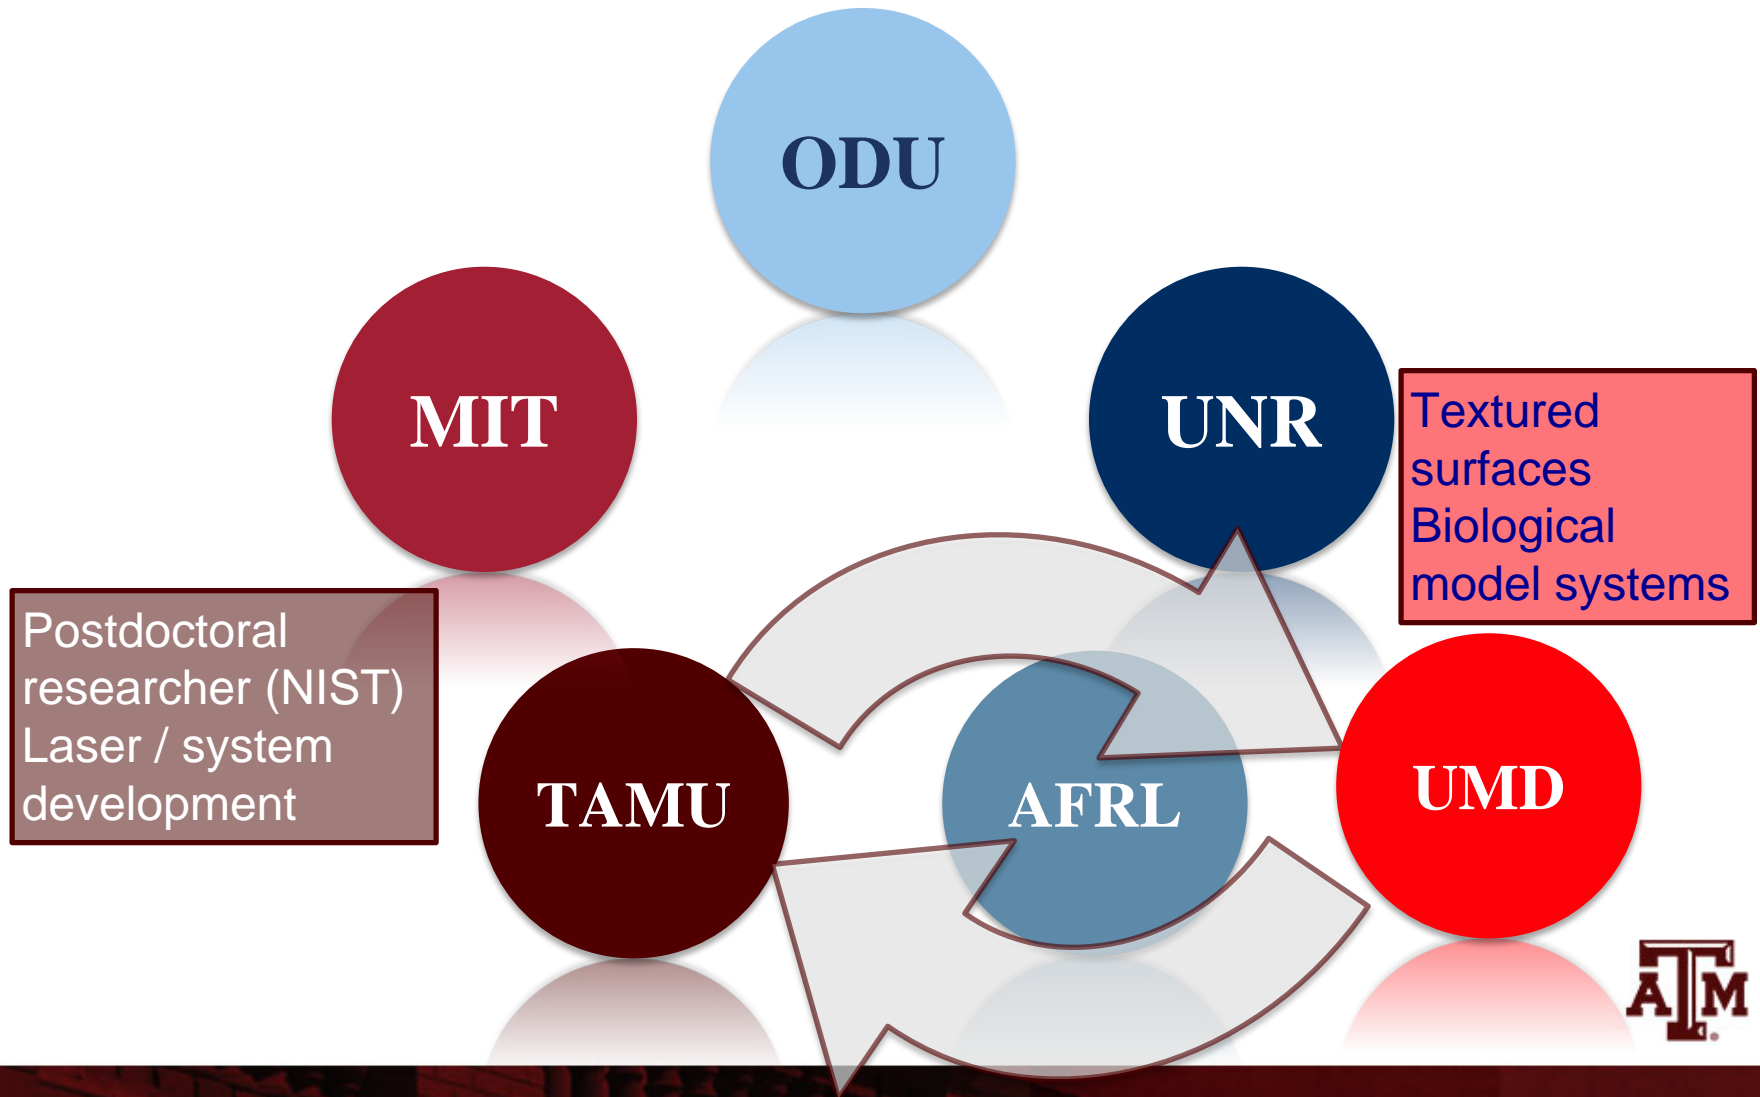 ODU
MIT
UNR
Textured
surfaces
Biological
model systems
Postdoctoral
researcher (NIST)
Laser / system
development
TAMU
AFRL
UMD
ATM